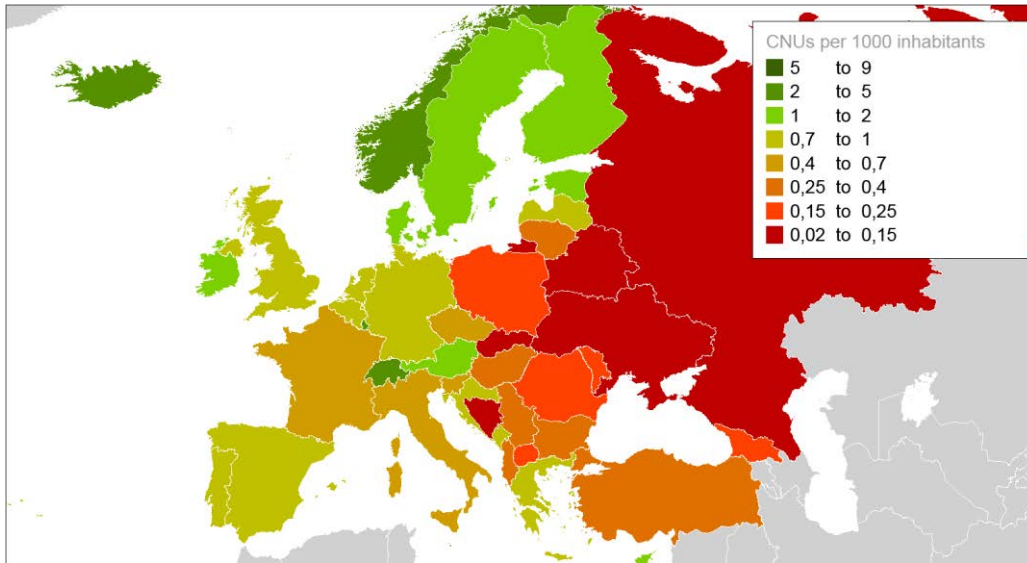 CNUs per 1000 inhabitants
5 to 9
2 to 5
1 to 2
0,7 to 1
0,4 to 0,7
0,25 to 0,4
0,15 to 0,25
0,02 to 0,15